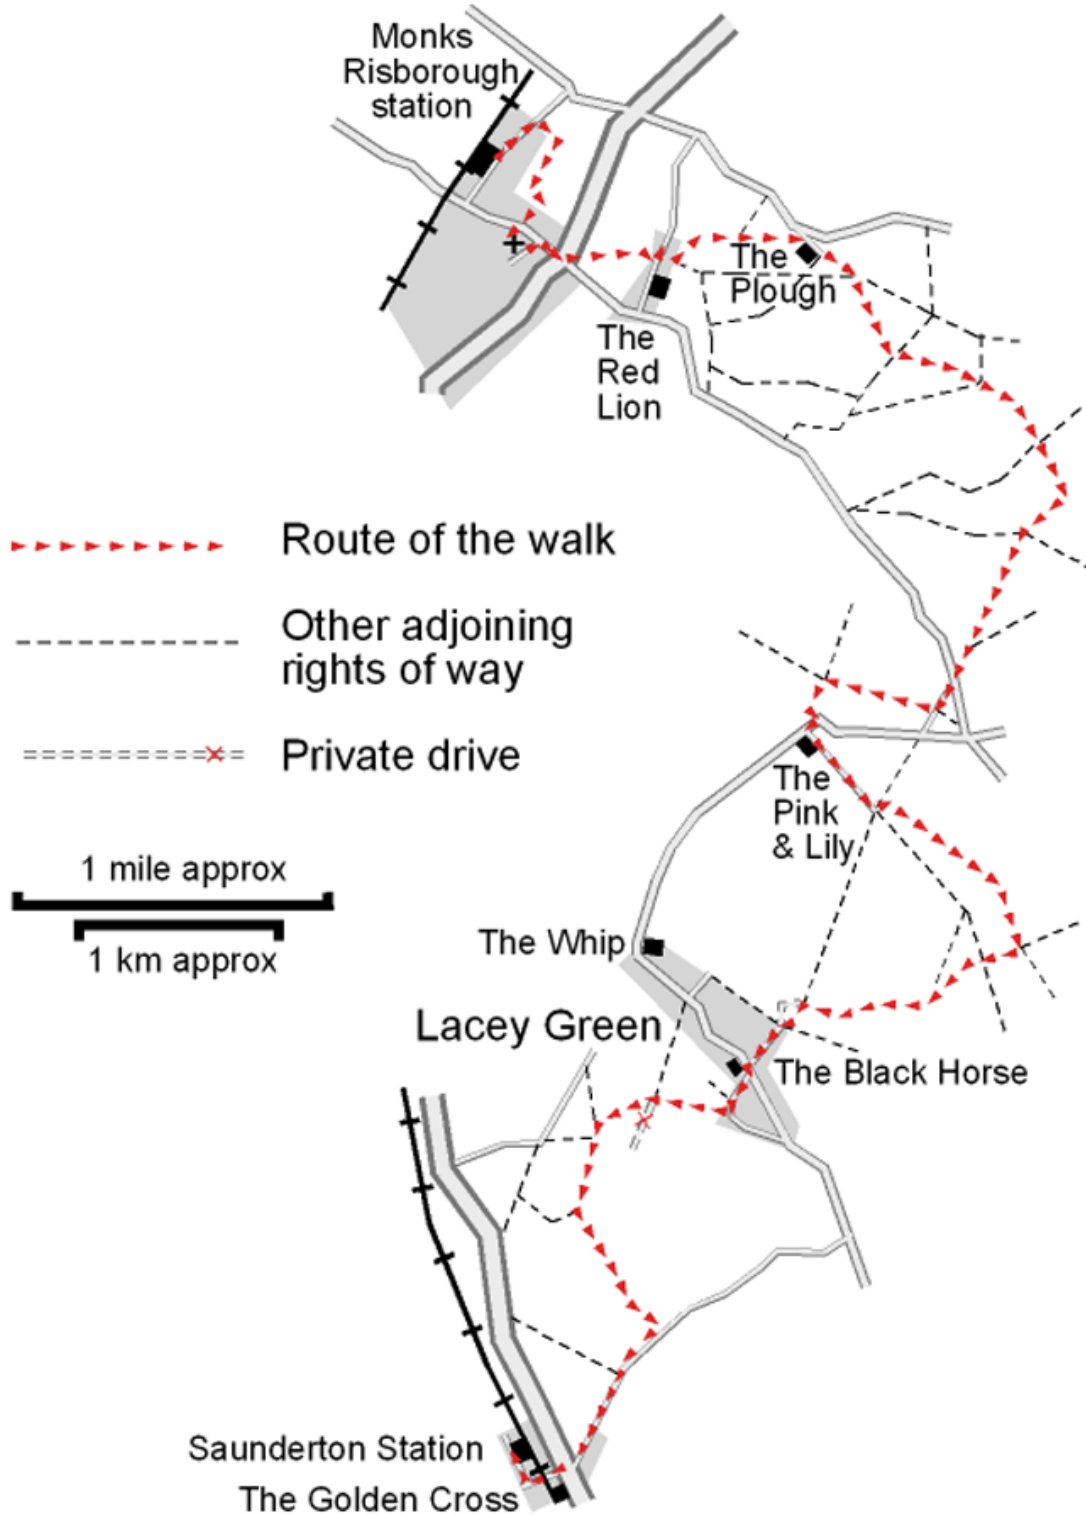 Monks
Risborough
station
The
Plough
The
Red
Lion
Route of the walk
Other adjoining
rights of way
Private drive
The
Pink
& Lily
1 mile approx
1 km approx
The Whip
Lacey Green
The Black Horse
Saunderton Station
The Golden Cross